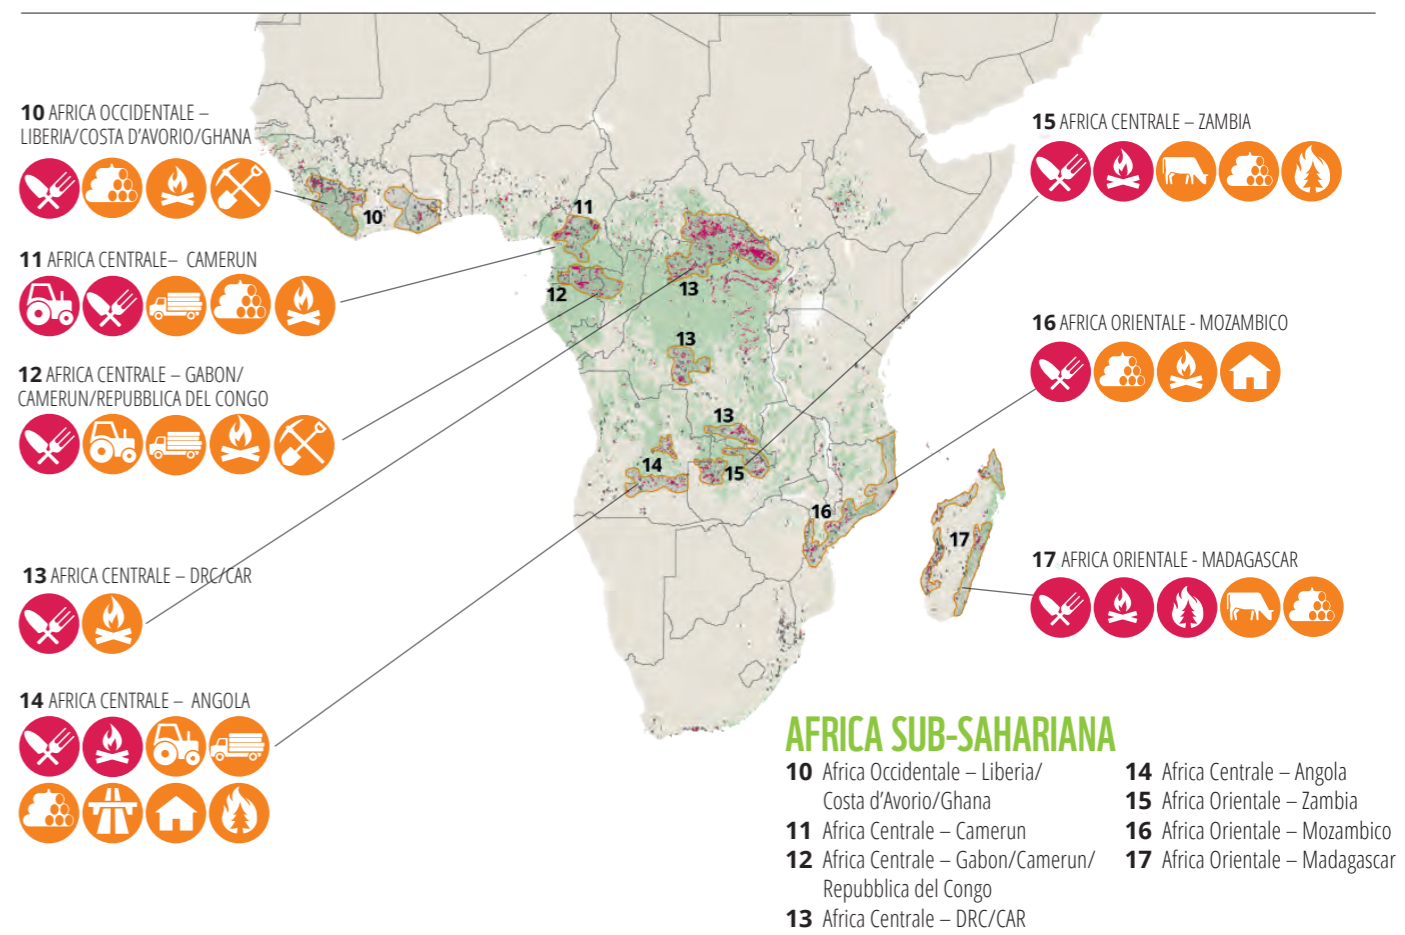 10 AFRICA OCCIDENTALE –
LIBERIA/COSTA D'AVORIO/GHANA
11 AFRICA CENTRALE– CAMERUN
12 AFRICA CENTRALE – GABON/
CAMERUN/REPUBBLICA DEL CONGO
13 AFRICA CENTRALE – DRC/CAR
14 AFRICA CENTRALE – ANGOLA
10
11
12
13
13
13
14
15
16
17
15 AFRICA CENTRALE – ZAMBIA
16 AFRICA ORIENTALE - MOZAMBICO
17 AFRICA ORIENTALE - MADAGASCAR
AFRICA SUB-SAHARIANA
10 Africa Occidentale – Liberia/
Costa d'Avorio/Ghana
11 Africa Centrale – Camerun
12 Africa Centrale – Gabon/Camerun/
Repubblica del Congo
13 Africa Centrale – DRC/CAR
14 Africa Centrale – Angola
15 Africa Orientale – Zambia
16 Africa Orientale – Mozambico
17 Africa Orientale – Madagascar